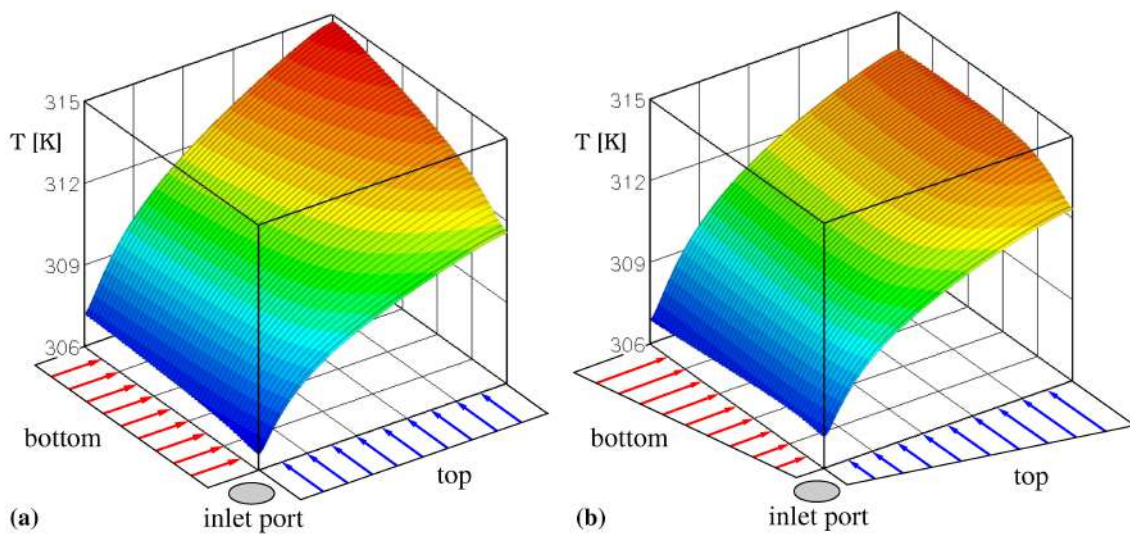 315
T [K]
312
309
306
bottom
top
inlet port
(a)
315
T [K]
312
309
306
bottom
top
inlet port
(b)